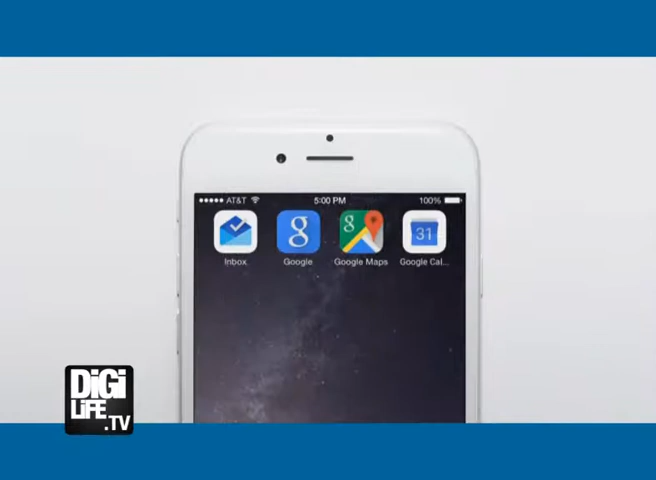 AT&T
5:00 PM
100%
g
g
31
Inbox
Google
Google Maps
Google Cal...
DiGi
LiFE
.TV